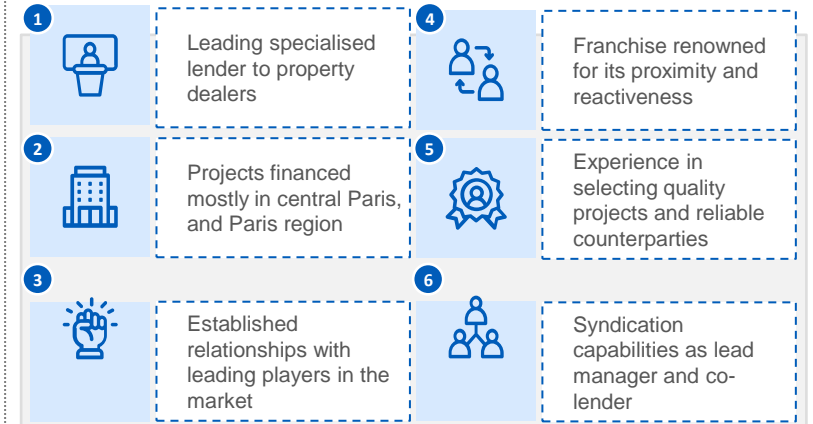 1
Leading specialised
lender to property
dealers
2
Projects financed
mostly in central Paris,
and Paris region
3
Established
relationships with
leading players in the
market
4
Franchise renowned
for its proximity and
reactiveness
5
Experience in
selecting quality
projects and reliable
counterparties
6
Syndication
capabilities as lead
manager and co-
lender